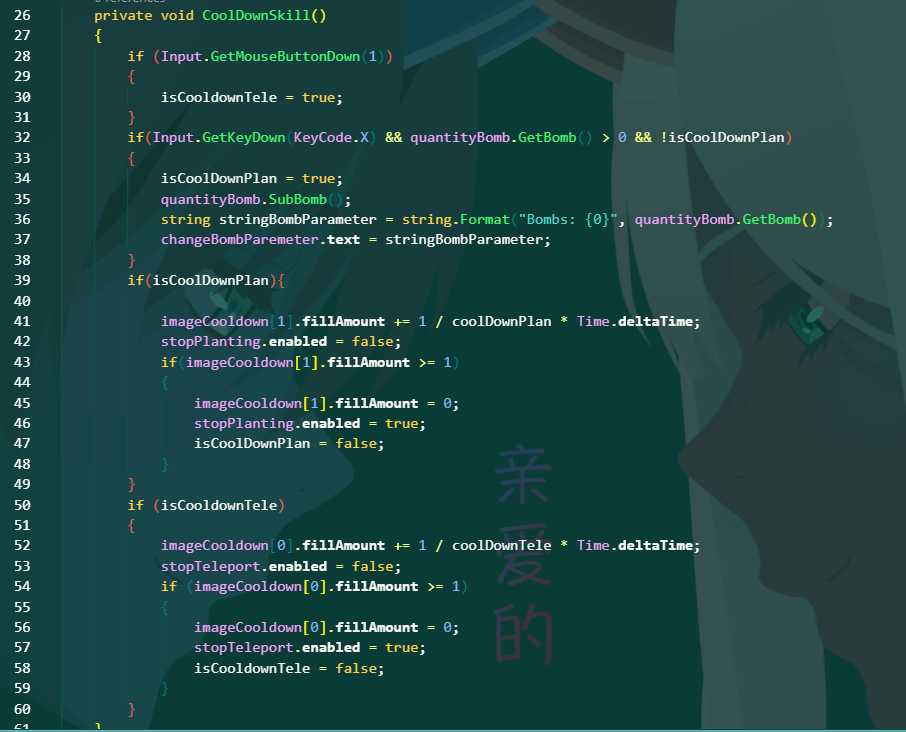 26 private void CoolDownSkill()
27 {
28 if (Input.GetMouseButtonDown(1))
29 {
30 isCooldownTele = true;
31 }
32 if(Input.GetKeyDown(KeyCode.X) && quantityBomb.GetBomb() > 0 && !isCoolDownPlan)
33 {
34 isCoolDownPlan = true;
35 quantityBomb.SubBomb();
36 string stringBombParameter = string.Format("Bombs: {0}", quantityBomb.GetBomb());
37 changeBombParemeter.text = stringBombParameter;
38 }
39 if(isCoolDownPlan){
40
41 imageCooldown[1].fillAmount += 1 / coolDownPlan * Time.deltaTime;
42 stopPlanting.enabled = false;
43 if(imageCooldown[1].fillAmount >= 1)
44 {
45 imageCooldown[1].fillAmount = 0;
46 stopPlanting.enabled = true;
47 isCoolDownPlan = false;
48 }
49 }
50 if (isCooldownTele)
51 {
52 imageCooldown[0].fillAmount += 1 / coolDownTele * Time.deltaTime;
53 stopTeleport.enabled = false;
54 if (imageCooldown[0].fillAmount >= 1)
55 {
56 imageCooldown[0].fillAmount = 0;
57 stopTeleport.enabled = true;
58 isCooldownTele = false;
59 }
60 }
61 }
亲
爱
的